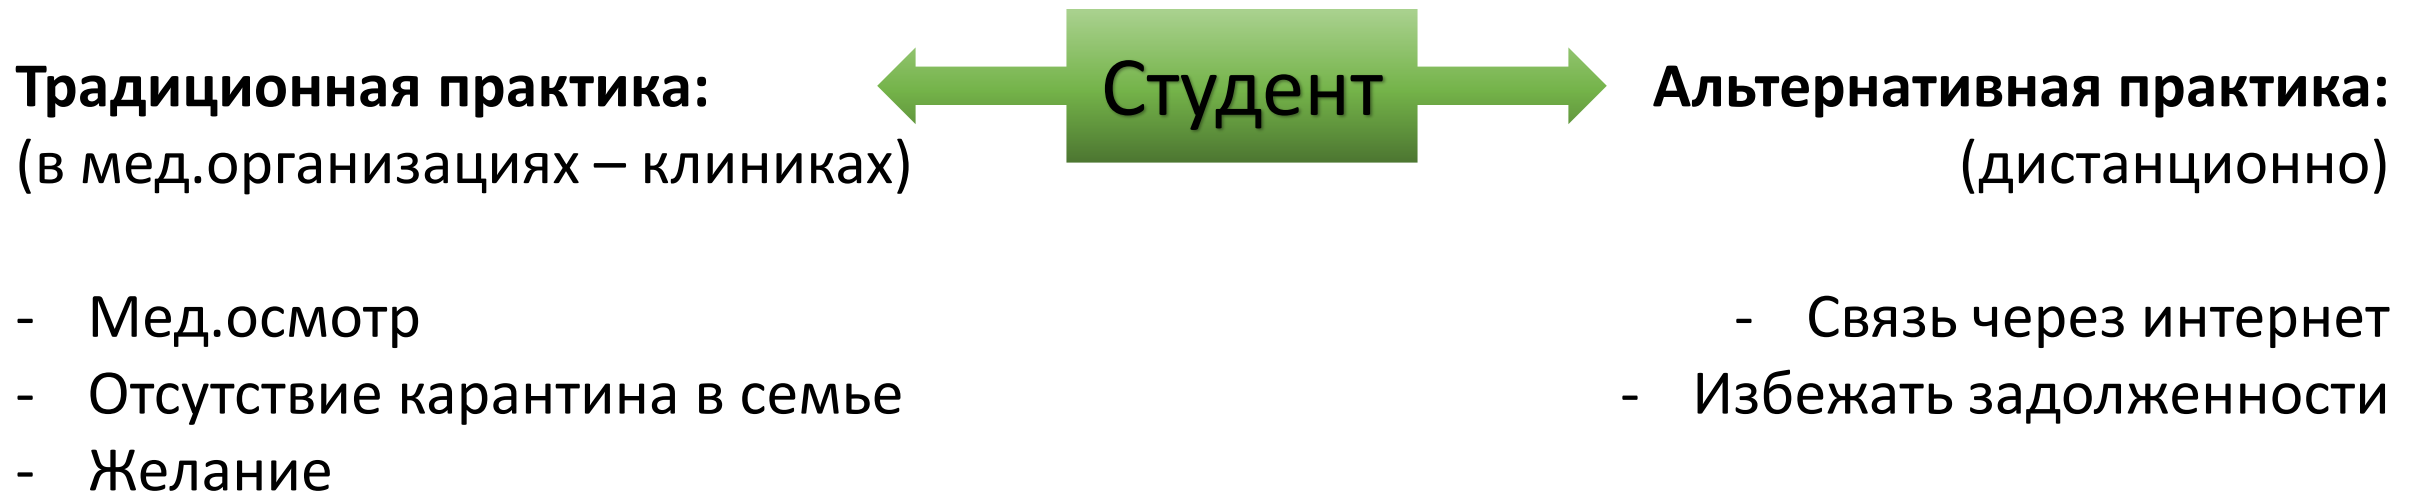 Студент
Традиционная практика:
(в мед.организациях – клиниках)
- Мед.осмотр
- Отсутствие карантина в семье
- Желание
Альтернативная практика:
(дистанционно)
- Связь через интернет
- Избежать задолженности